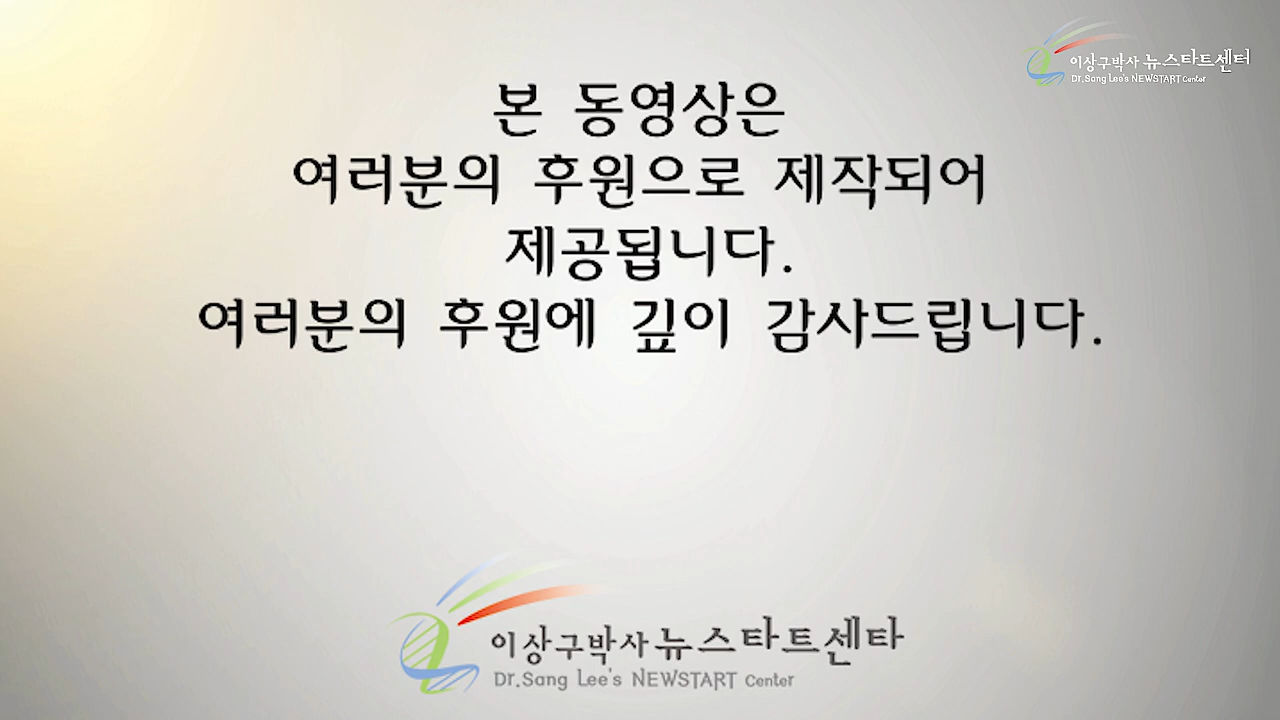 이상구박사 뉴스타트센터
Dr.Sang Lee's NEWSTART Center
본 동영상은
여러분의 후원으로 제작되어
제공됩니다.
여러분의 후원에 깊이 감사드립니다.
이상구박사 뉴스타트센타
Dr.Sang Lee's NEWSTART Center